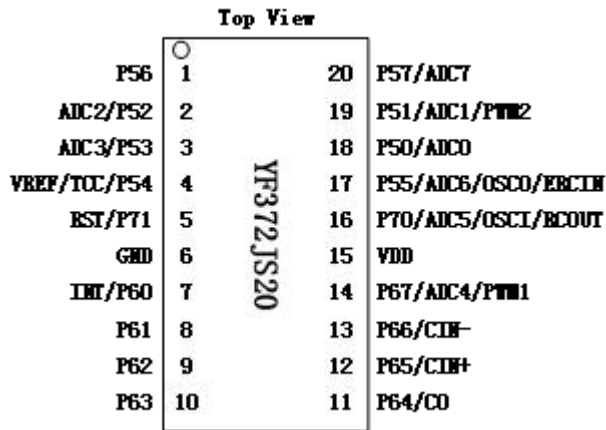 Top View
P56 1 20 P57/ADC7
ADC2/P52 2 19 P51/ADC1/PWM2
ADC3/P53 3 18 P50/ADC0
VREF/TCC/P54 4 17 P55/ADC6/OSCO/ERCIN
RST/P71 5 16 P70/ADC5/OSCI/RCOUT
GND 6 15 VDD
INT/P60 7 14 P67/ADC4/PWM1
P61 8 13 P66/CIN-
P62 9 12 P65/CIN+
P63 10 11 P64/CO
YF372JS20